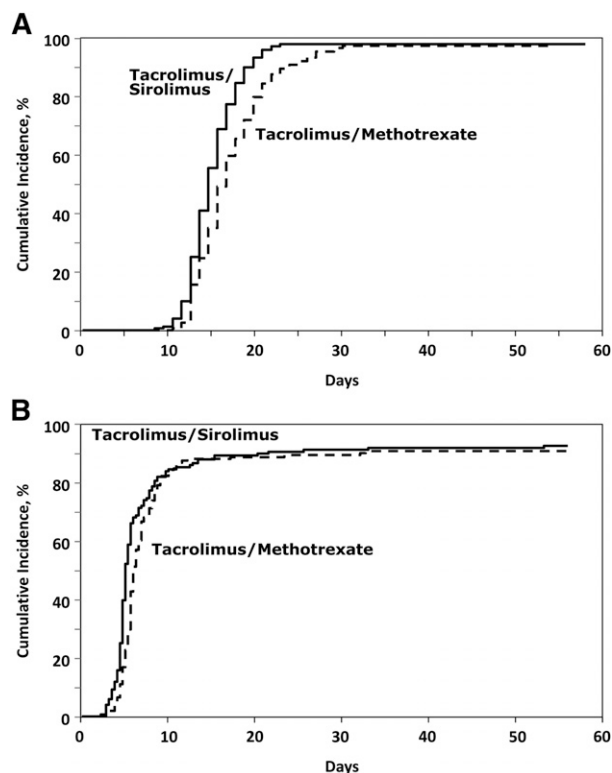 A
100
80
60
40
20
0
Cumulative Incidence, %
Tacrolimus/
Sirolimus
Tacrolimus/Methotrexate
0 10 20 30 40 50 60
Days
B
100
80
60
40
20
0
Cumulative Incidence, %
Tacrolimus/Sirolimus
Tacrolimus/Methotrexate
0 10 20 30 40 50 60
Days